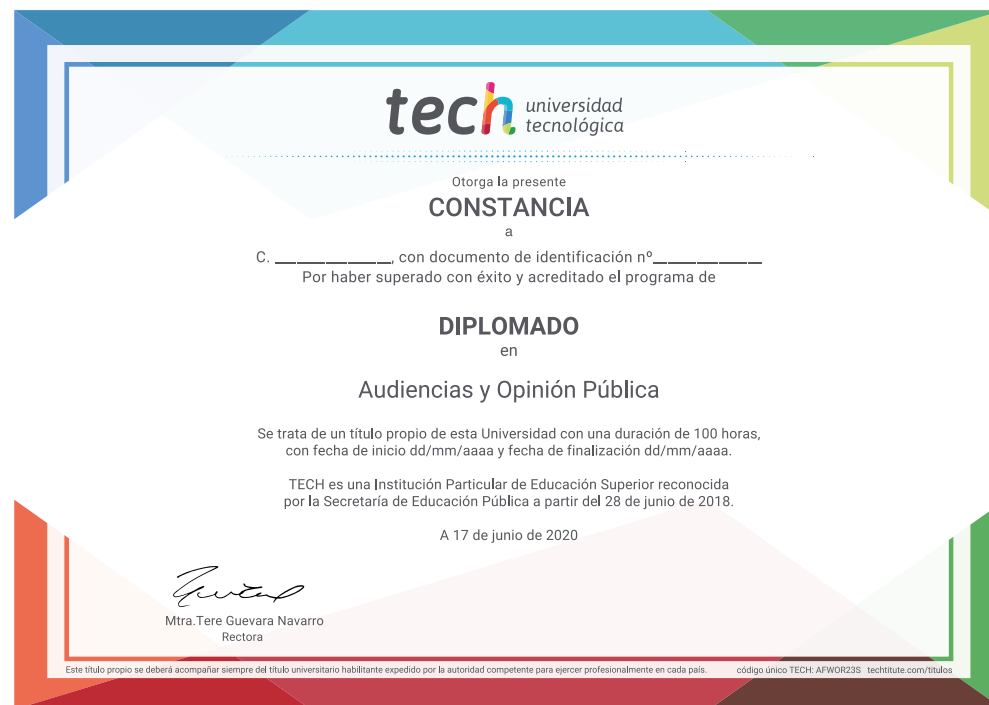 tech universidad
tecnológica
Otorga la presente
CONSTANCIA
a
C. ______________, con documento de identificación nº_____________
Por haber superado con éxito y acreditado el programa de
DIPLOMADO
en
Audiencias y Opinión Pública
Se trata de un título propio de esta Universidad con una duración de 100 horas,
con fecha de inicio dd/mm/aaaa y fecha de finalización dd/mm/aaaa.
TECH es una Institución Particular de Educación Superior reconocida
por la Secretaría de Educación Pública a partir del 28 de junio de 2018.
A 17 de junio de 2020
Mtra.Tere Guevara Navarro
Rectora
Este título propio se deberá acompañar siempre del título universitario habilitante expedido por la autoridad competente para ejercer profesionalmente en cada país. código único TECH: AFWOR23S techtitute.com/titulos